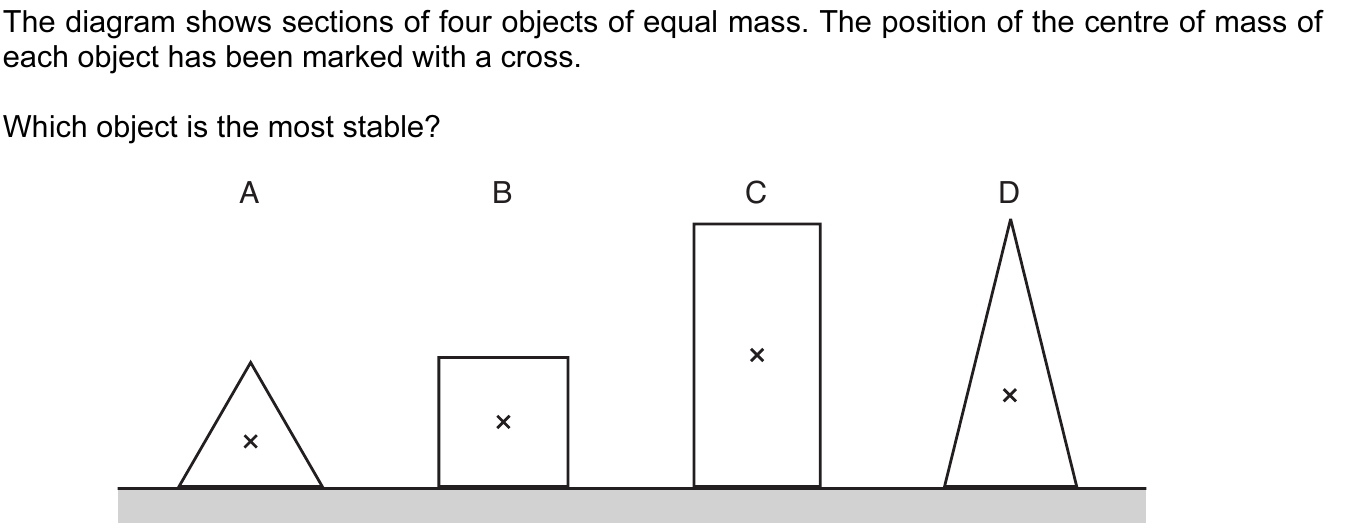 The diagram shows sections of four objects of equal mass. The position of the centre of mass of
each object has been marked with a cross.
Which object is the most stable?
A B C D